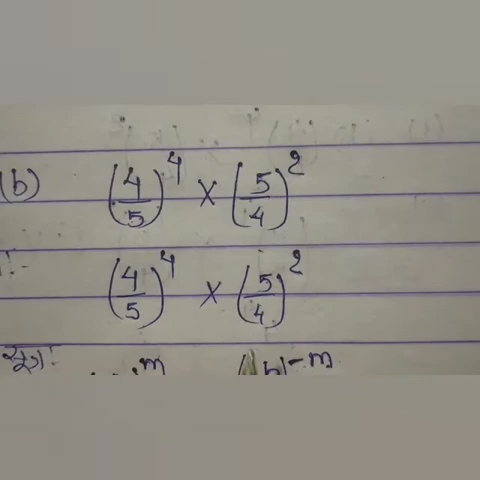 (b) (4/5)^4 × (5/4)^2
!- (4/5)^4 × (5/4)^2
सूत्र: